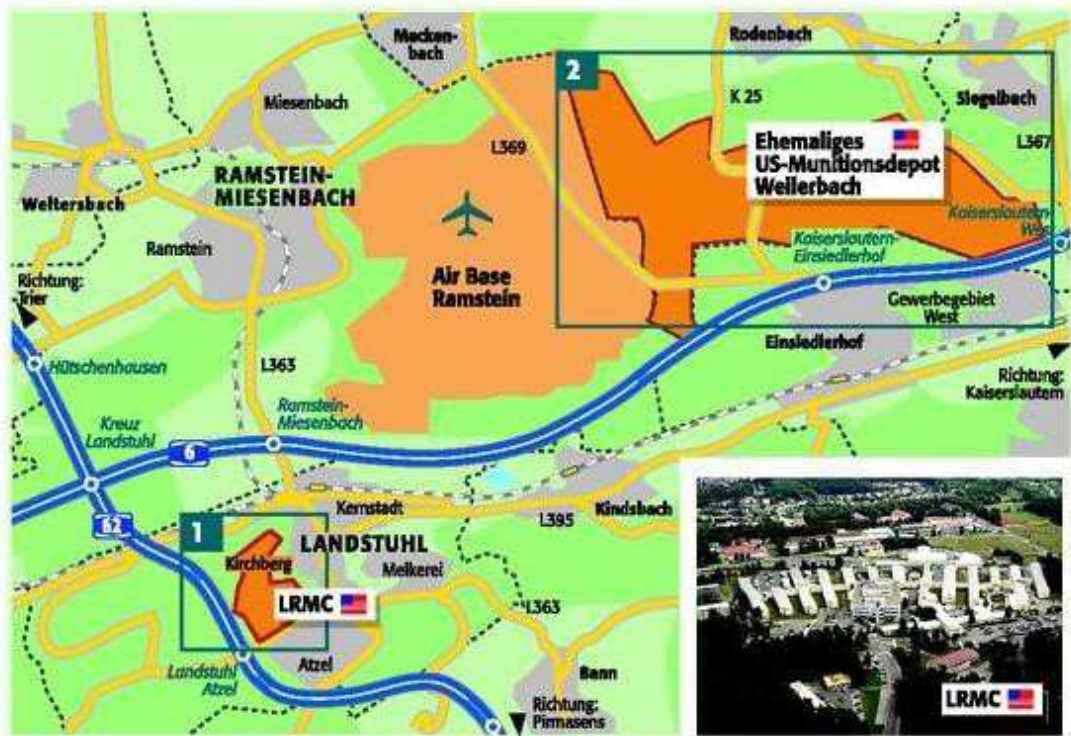 Macken-
bach
Rodenbach
2
Miesenbach
K 25
Siegelbach
L369
Ehemaliges
US-Munitionsdepot
Weilerbach
L367
RAMSTEIN-
MIESENBACH
Weltersbach
Kaiserslautern-
West
Ramstein
Kaiserslautern-
Einsiedlerhof
Richtung:
Trier
Air Base
Ramstein
Gewerbegebiet
West
Einsiedlerhof
L363
Hütschenhausen
Richtung:
Kaiserslautern
Ramstein-
Miesenbach
Kreuz
Landstuhl
6
Kernstadt
Kindsbach
62
1
L395
LANDSTUHL
Kirchberg
Melkerei
LRMC
L363
Atzel
Landstuhl
Atzel
Bann
Richtung:
Pirmasens
LRMC